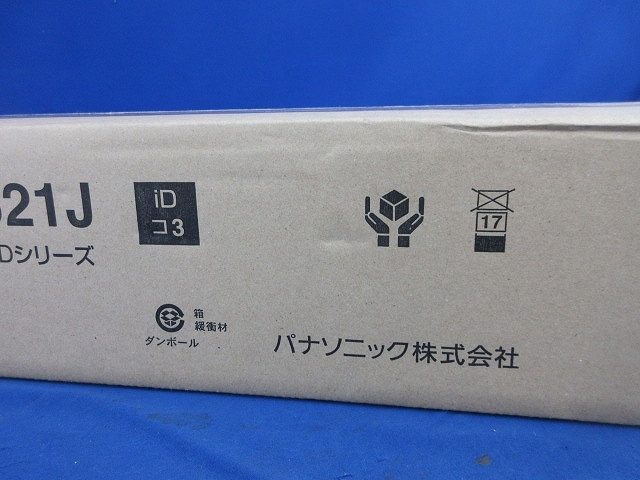 21J
Dシリーズ
iD
コ3
17
箱
緩衝材
ダンボール
パナソニック株式会社